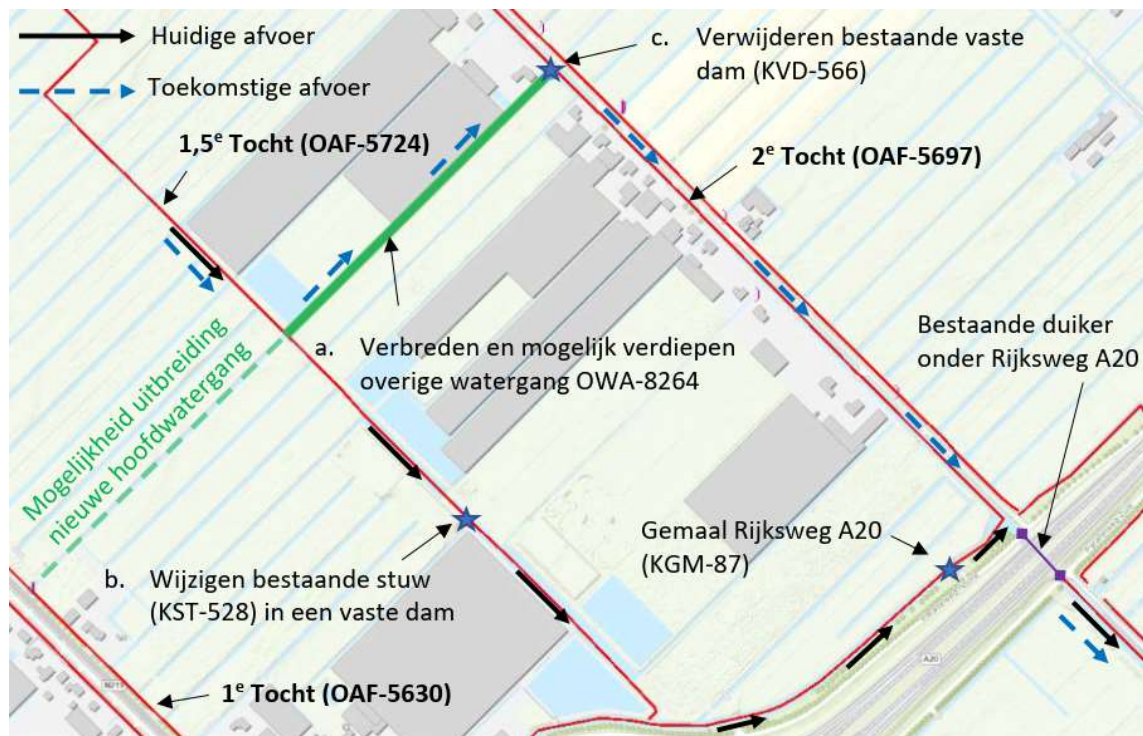 Huidige afvoer
Toekomstige afvoer
c. Verwijderen bestaande vaste
dam (KVD-566)
1,5e Tocht (OAF-5724)
2e Tocht (OAF-5697)
Bestaande duiker
onder Rijksweg A20
a. Verbreden en mogelijk verdiepen
overige watergang OWA-8264
Mogelijkheid uitbreiding
nieuwe hoofdwatergang
Gemaal Rijksweg A20
(KGM-87)
b. Wijzigen bestaande stuw
(KST-528) in een vaste dam
A20
1e Tocht (OAF-5630)